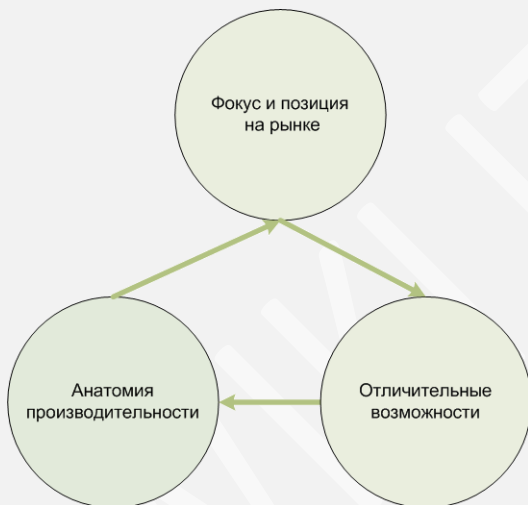 Фокус и позиция
на рынке
Анатомия
производительности
Отличительные
возможности